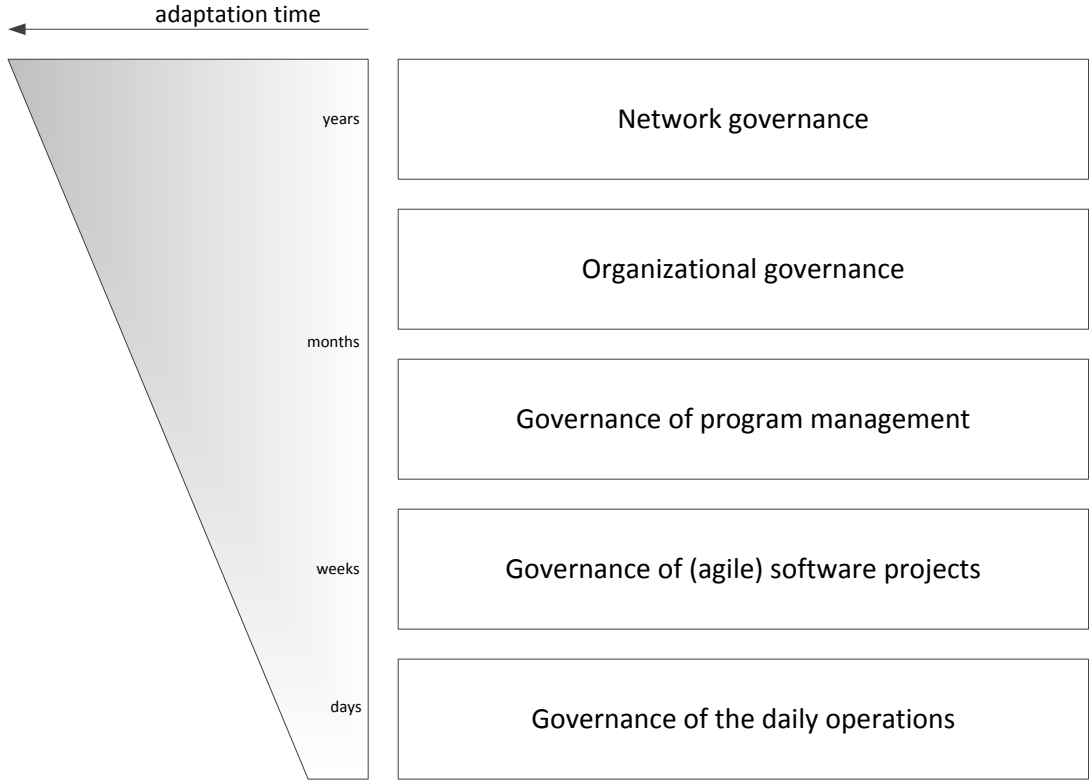 adaptation time
years
Network governance
Organizational governance
months
Governance of program management
weeks
Governance of (agile) software projects
days
Governance of the daily operations